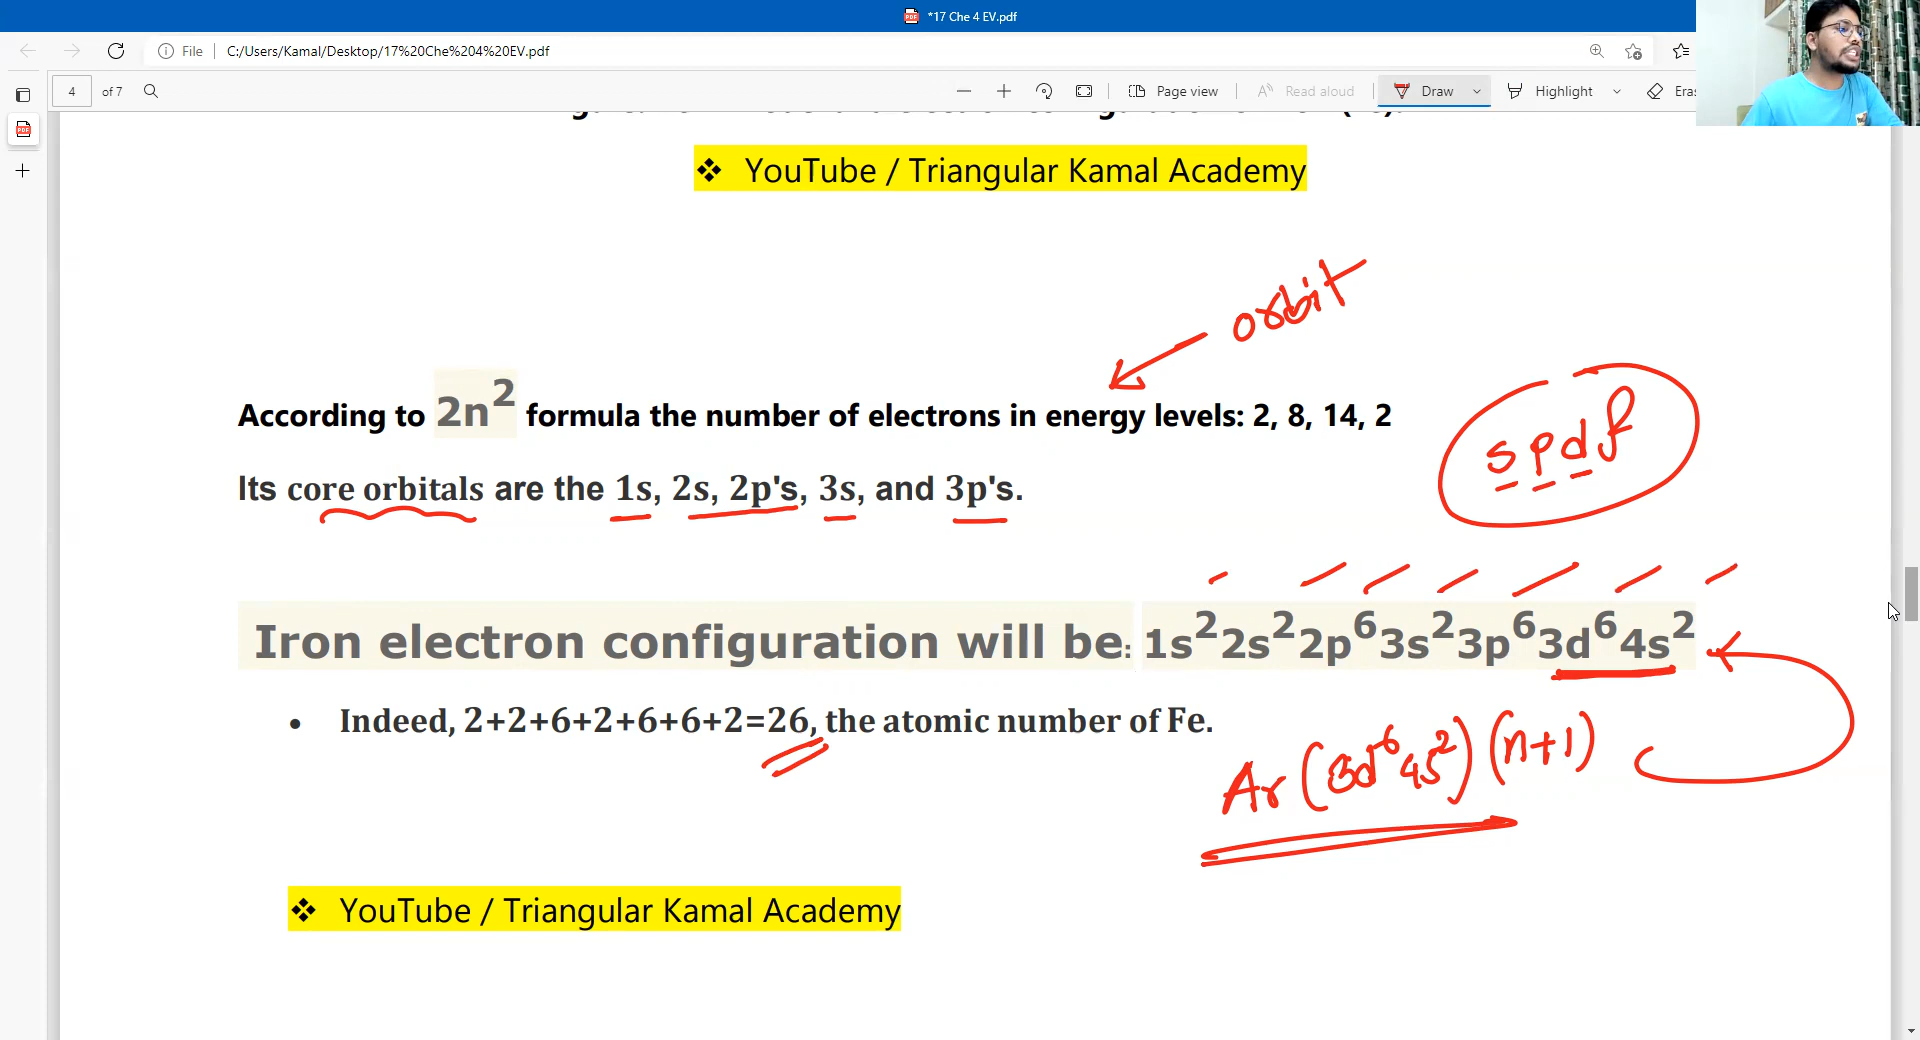 *17 Che 4 EV.pdf
File C:/Users/Kamal/Desktop/17%20Che%204%20EV.pdf
4 of 7 Page view Read aloud Draw Highlight Eras
❖ YouTube / Triangular Kamal Academy
orbit
According to 2n² formula the number of electrons in energy levels: 2, 8, 14, 2
s p d f
Its core orbitals are the 1s, 2s, 2p's, 3s, and 3p's.
Iron electron configuration will be: 1s²2s²2p⁶3s²3p⁶3d⁶4s²
• Indeed, 2+2+6+2+6+6+2=26, the atomic number of Fe.
Ar (3d⁶ 4s²) (n+1)
❖ YouTube / Triangular Kamal Academy